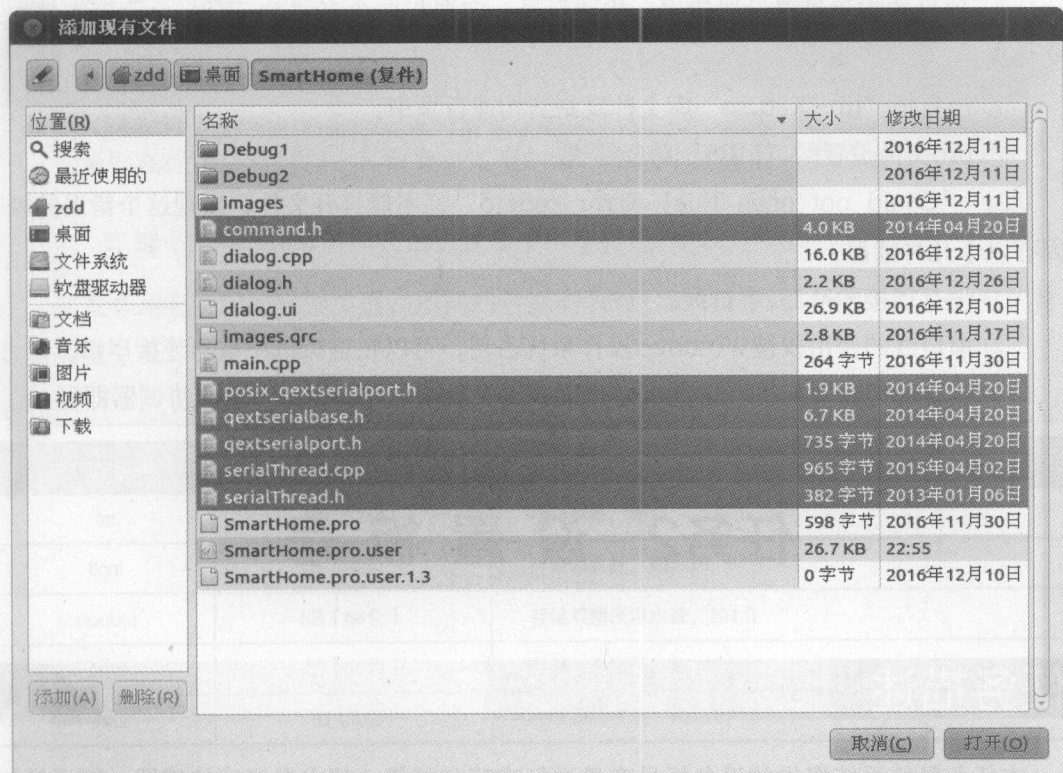 添加现有文件
zdd 桌面 SmartHome (复件)
位置(R)
搜索
最近使用的
zdd
桌面
文件系统
软盘驱动器
文档
音乐
图片
视频
下载
添加(A) 删除(R)
名称 大小 修改日期
Debug1 2016年12月11日
Debug2 2016年12月11日
images 2016年12月11日
command.h 4.0 KB 2014年04月20日
dialog.cpp 16.0 KB 2016年12月10日
dialog.h 2.2 KB 2016年12月26日
dialog.ui 26.9 KB 2016年12月10日
images.qrc 2.8 KB 2016年11月17日
main.cpp 264 字节 2016年11月30日
posix_qextserialport.h 1.9 KB 2014年04月20日
qextserialbase.h 6.7 KB 2014年04月20日
qextserialport.h 735 字节 2014年04月20日
serialThread.cpp 965 字节 2015年04月02日
serialThread.h 382 字节 2013年01月06日
SmartHome.pro 598 字节 2016年11月30日
SmartHome.pro.user 26.7 KB 22:55
SmartHome.pro.user.1.3 0 字节 2016年12月10日
取消(C) 打开(O)